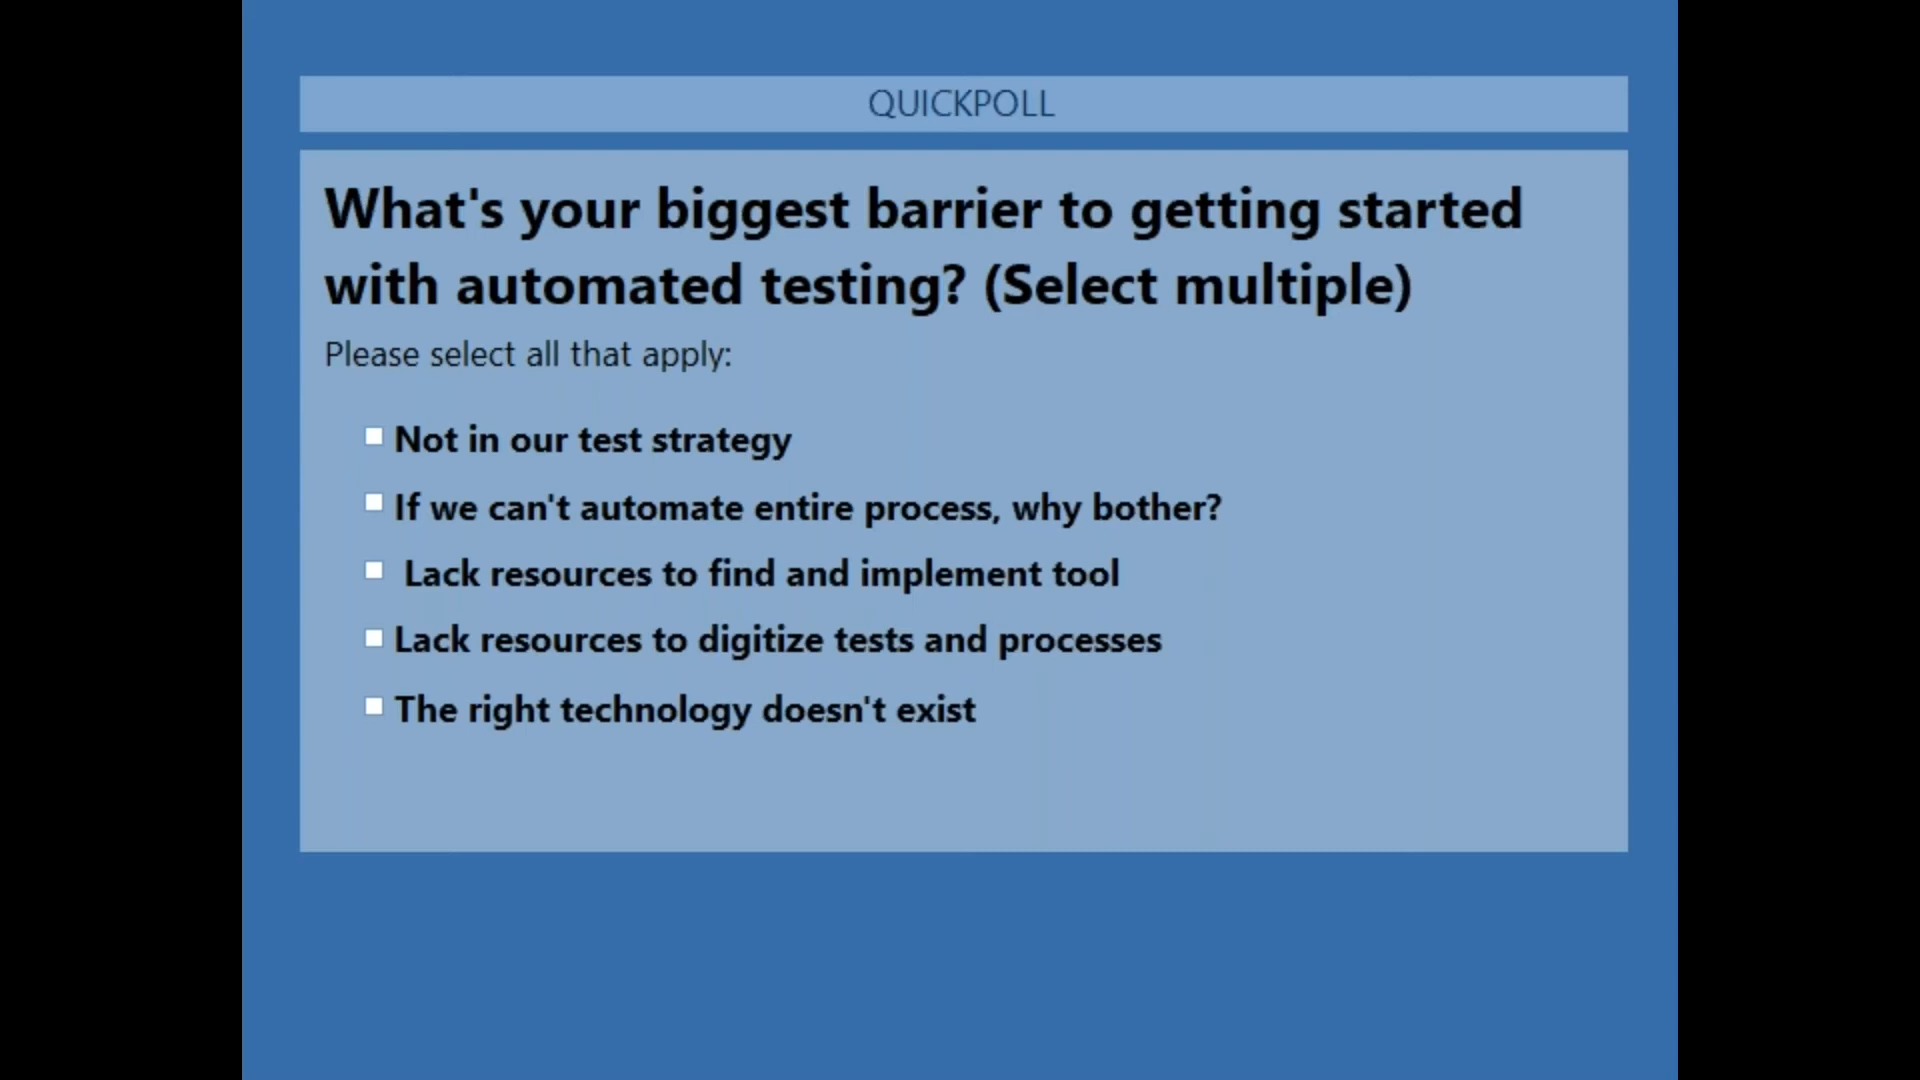 QUICKPOLL
What's your biggest barrier to getting started
with automated testing? (Select multiple)
Please select all that apply:
Not in our test strategy
If we can't automate entire process, why bother?
Lack resources to find and implement tool
Lack resources to digitize tests and processes
The right technology doesn't exist